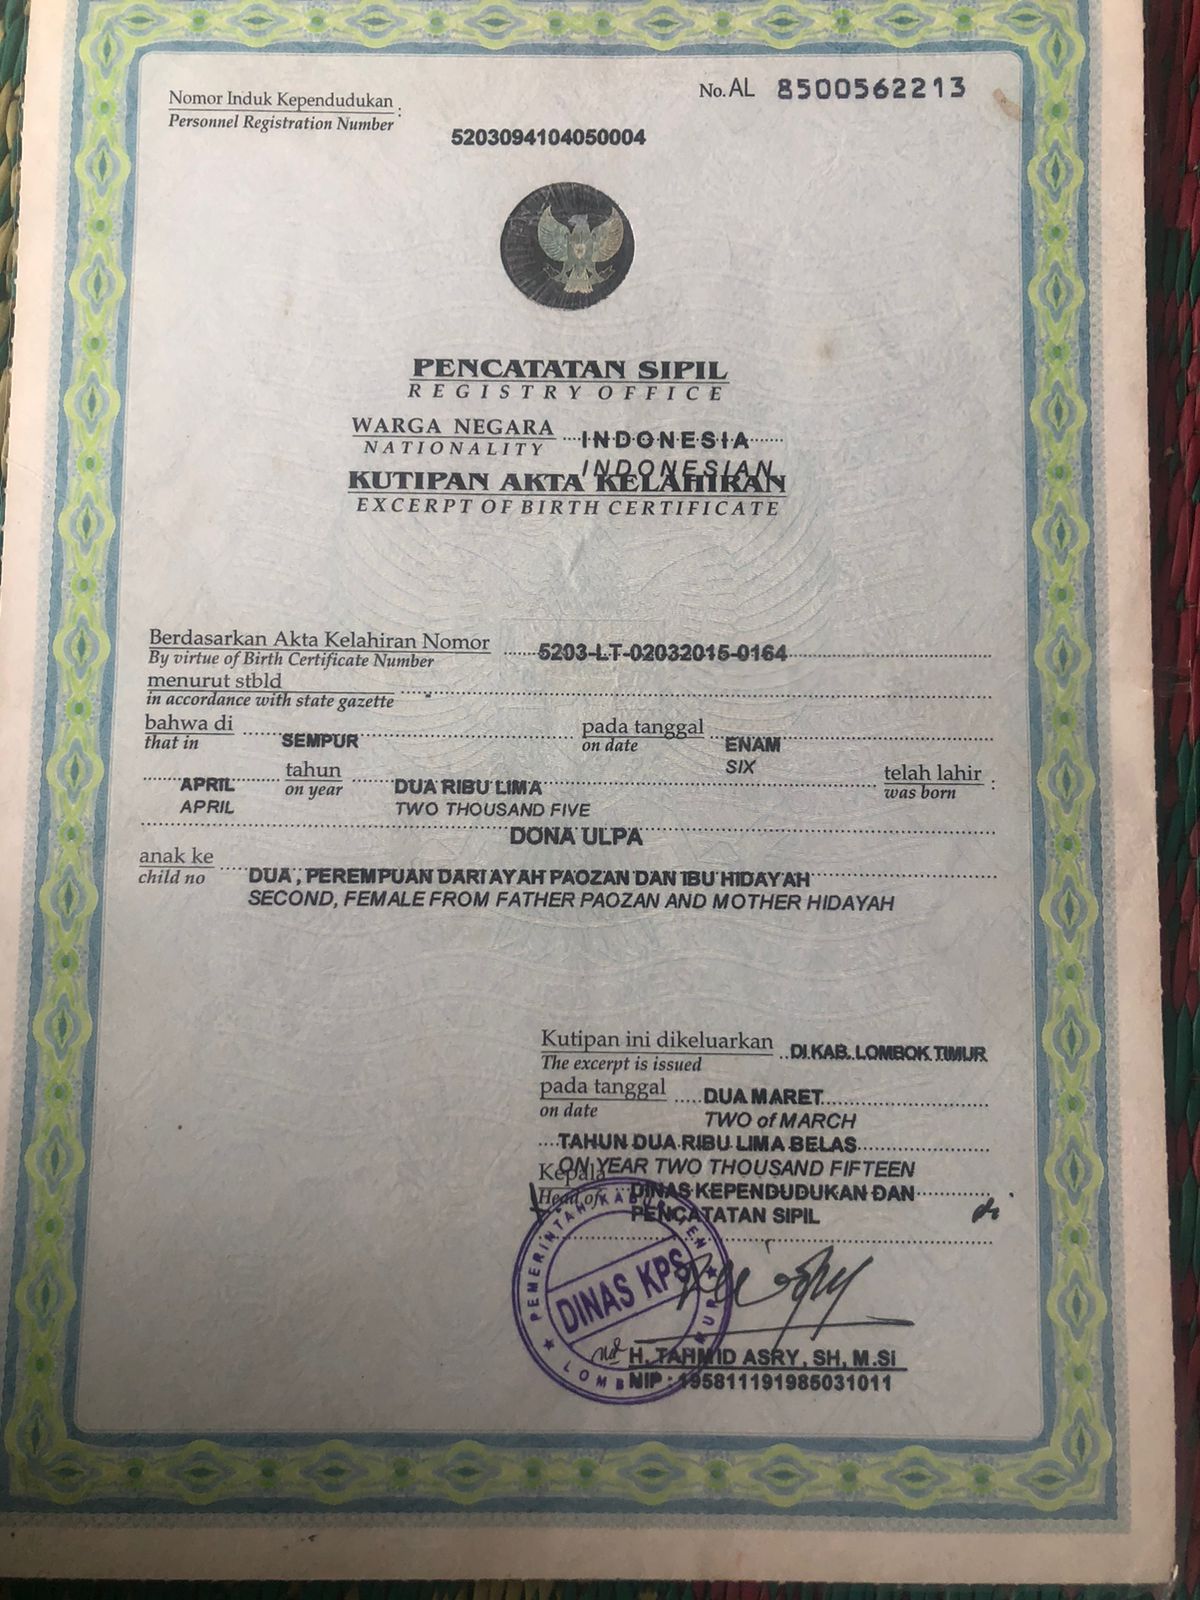 No. AL 8500562213
Nomor Induk Kependudukan :
Personnel Registration Number
5203094104050004
PENCATATAN SIPIL
REGISTRY OFFICE
WARGA NEGARA INDONESIA
NATIONALITY INDONESIAN
KUTIPAN AKTA KELAHIRAN
EXCERPT OF BIRTH CERTIFICATE
Berdasarkan Akta Kelahiran Nomor 5203-LT-02032015-0164
By virtue of Birth Certificate Number
menurut stbld
in accordance with state gazette
bahwa di SEMPUR pada tanggal ENAM
that in on date SIX
APRIL tahun DUA RIBU LIMA telah lahir :
APRIL on year TWO THOUSAND FIVE was born
DONA ULPA
anak ke DUA , PEREMPUAN DARI AYAH PAOZAN DAN IBU HIDAYAH
child no SECOND, FEMALE FROM FATHER PAOZAN AND MOTHER HIDAYAH
Kutipan ini dikeluarkan DI KAB. LOMBOK TIMUR
The excerpt is issued
pada tanggal DUA MARET
on date TWO of MARCH
TAHUN DUA RIBU LIMA BELAS
ON YEAR TWO THOUSAND FIFTEEN
Kepala DINAS KEPENDUDUKAN DAN
Head of PENCATATAN SIPIL
DINAS KPS
H. TAHMID ASRY, SH, M.Si
NIP : 195811191985031011